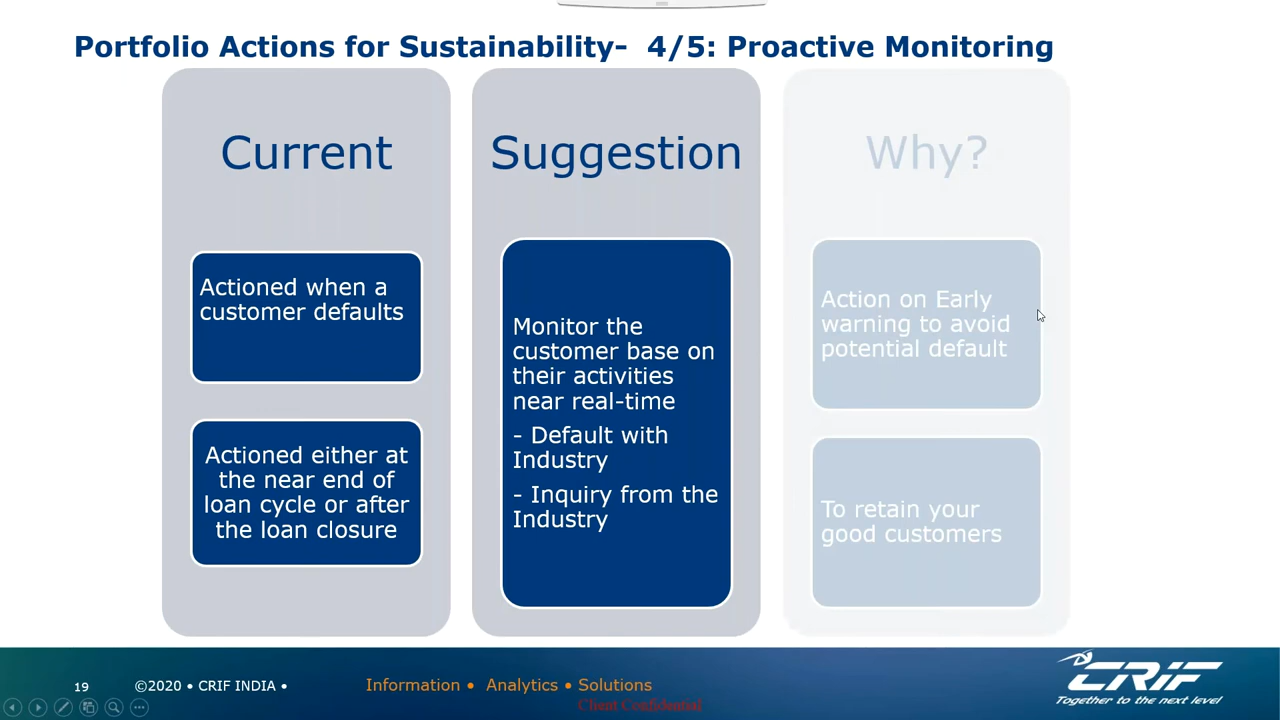 Portfolio Actions for Sustainability-  4/5: Proactive Monitoring
Current
Actioned when a
customer defaults
Actioned either at
the near end of
loan cycle or after
the loan closure
Suggestion
Monitor the
customer base on
their activities
near real-time
- Default with
Industry
- Inquiry from the
Industry
Why?
Action on Early
warning to avoid
potential default
To retain your
good customers
19
©2020 • CRIF INDIA •
Information • Analytics • Solutions
Client Confidential
CRIF
Together to the next level